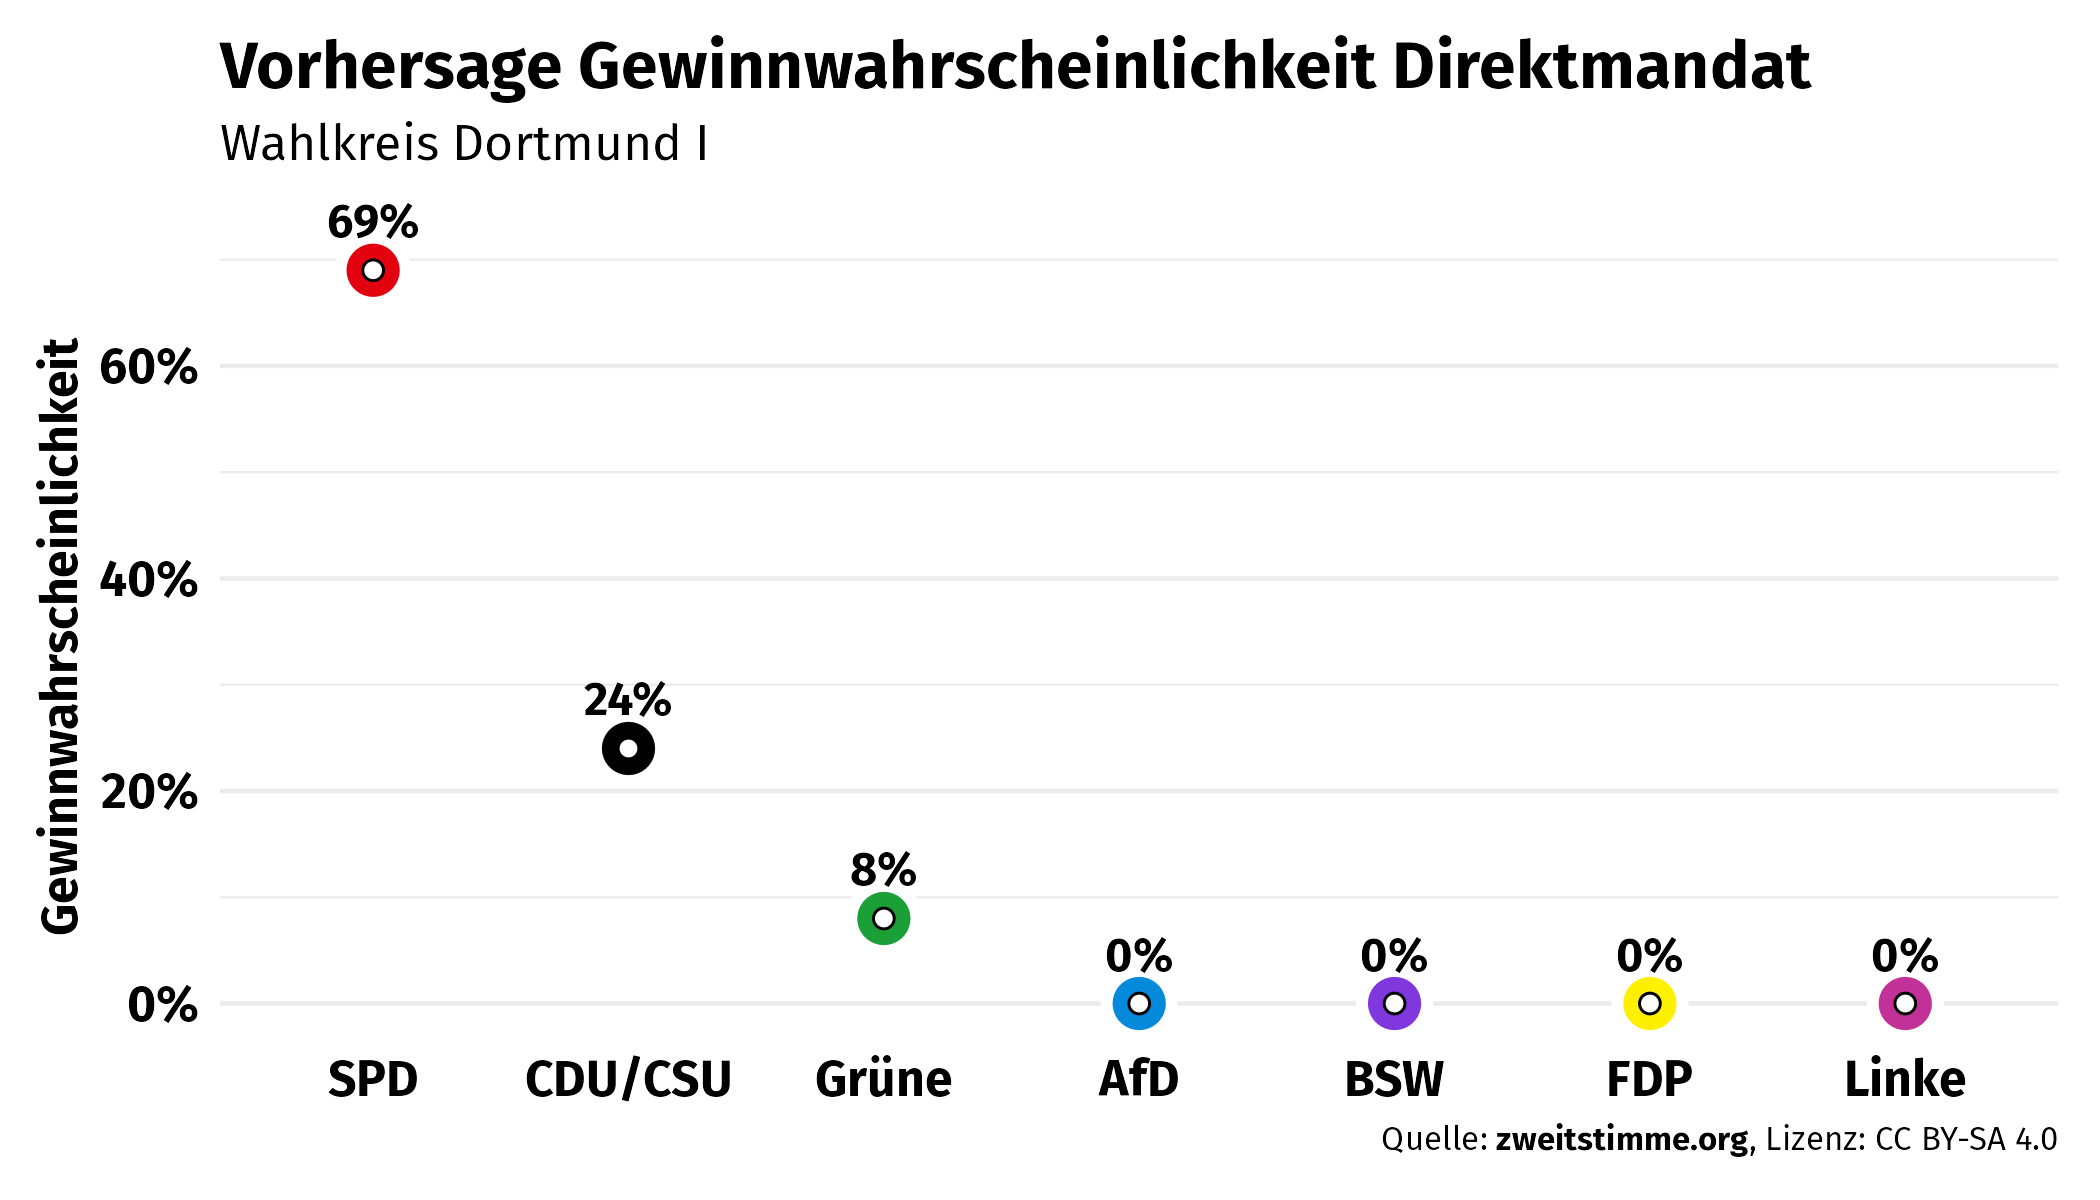 Vorhersage Gewinnwahrscheinlichkeit Direktmandat
Wahlkreis Dortmund I
Gewinnwahrscheinlichkeit
60%
40%
20%
0%
69%
24%
8%
0%
0%
0%
0%
SPD
CDU/CSU
Grüne
AfD
BSW
FDP
Linke
Quelle: zweitstimme.org, Lizenz: CC BY-SA 4.0